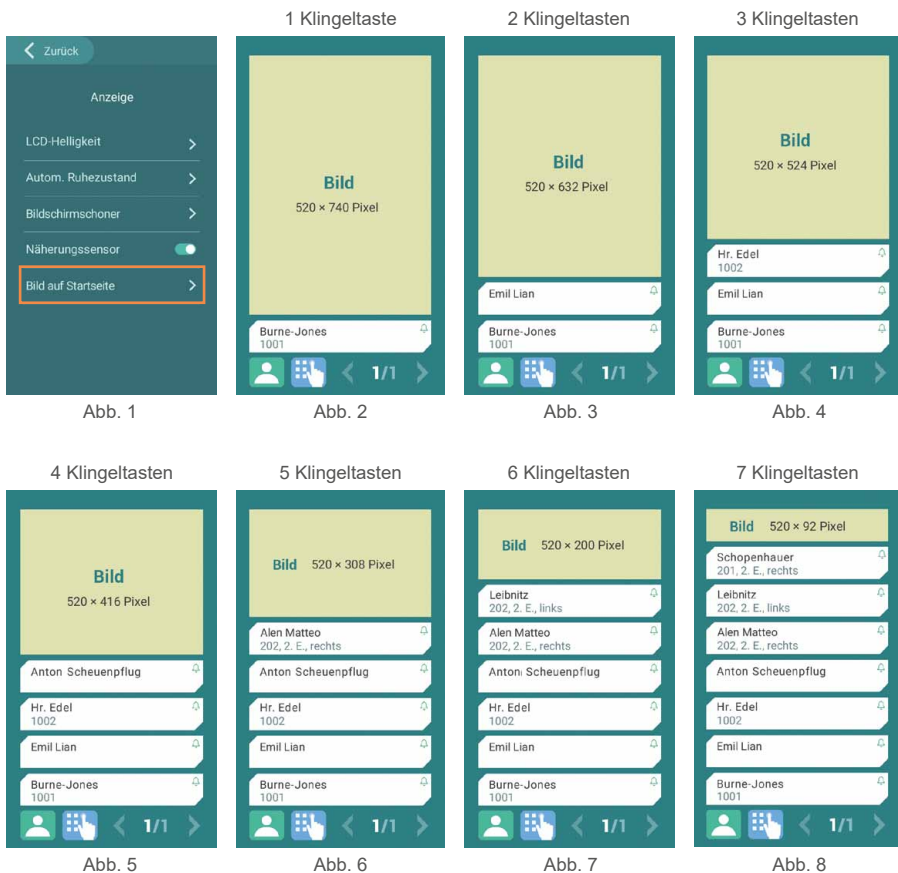 1 Klingeltaste
2 Klingeltasten
3 Klingeltasten
Zurück
Anzeige
LCD-Helligkeit
Autom. Ruhezustand
Bildschirmschoner
Näherungssensor
Bild auf Startseite
Abb. 1
Bild
520 × 740 Pixel
Burne-Jones
1001
1/1
Abb. 2
Bild
520 × 632 Pixel
Emil Lian
Burne-Jones
1001
1/1
Abb. 3
Bild
520 × 524 Pixel
Hr. Edel
1002
Emil Lian
Burne-Jones
1001
1/1
Abb. 4
4 Klingeltasten
5 Klingeltasten
6 Klingeltasten
7 Klingeltasten
Bild
520 × 416 Pixel
Anton Scheuenpflug
Hr. Edel
1002
Emil Lian
Burne-Jones
1001
1/1
Abb. 5
Bild 520 × 308 Pixel
Alen Matteo
202, 2. E., rechts
Anton Scheuenpflug
Hr. Edel
1002
Emil Lian
Burne-Jones
1001
1/1
Abb. 6
Bild 520 × 200 Pixel
Leibnitz
202, 2. E., links
Alen Matteo
202, 2. E., rechts
Anton Scheuenpflug
Hr. Edel
1002
Emil Lian
Burne-Jones
1001
1/1
Abb. 7
Bild 520 × 92 Pixel
Schopenhauer
201, 2. E., rechts
Leibnitz
202, 2. E., links
Alen Matteo
202, 2. E., rechts
Anton Scheuenpflug
Hr. Edel
1002
Emil Lian
Burne-Jones
1001
1/1
Abb. 8